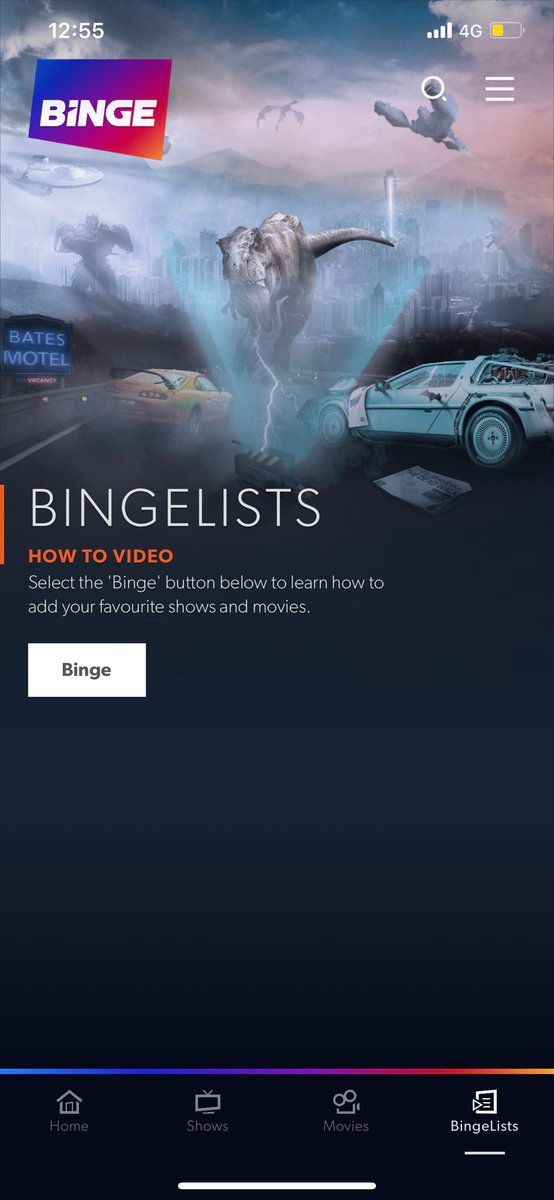 12:55
4G
BiNGE
BATES
MOTEL
VACANCY
BINGELISTS
HOW TO VIDEO
Select the 'Binge' button below to learn how to
add your favourite shows and movies.
Binge
Home
Shows
Movies
BingeLists